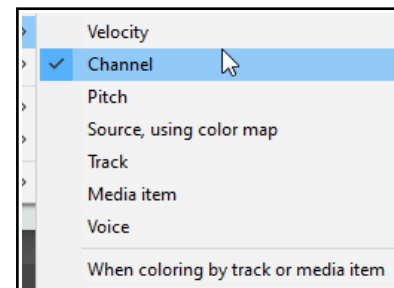 Velocity
Channel
Pitch
Source, using color map
Track
Media item
Voice
When coloring by track or media item